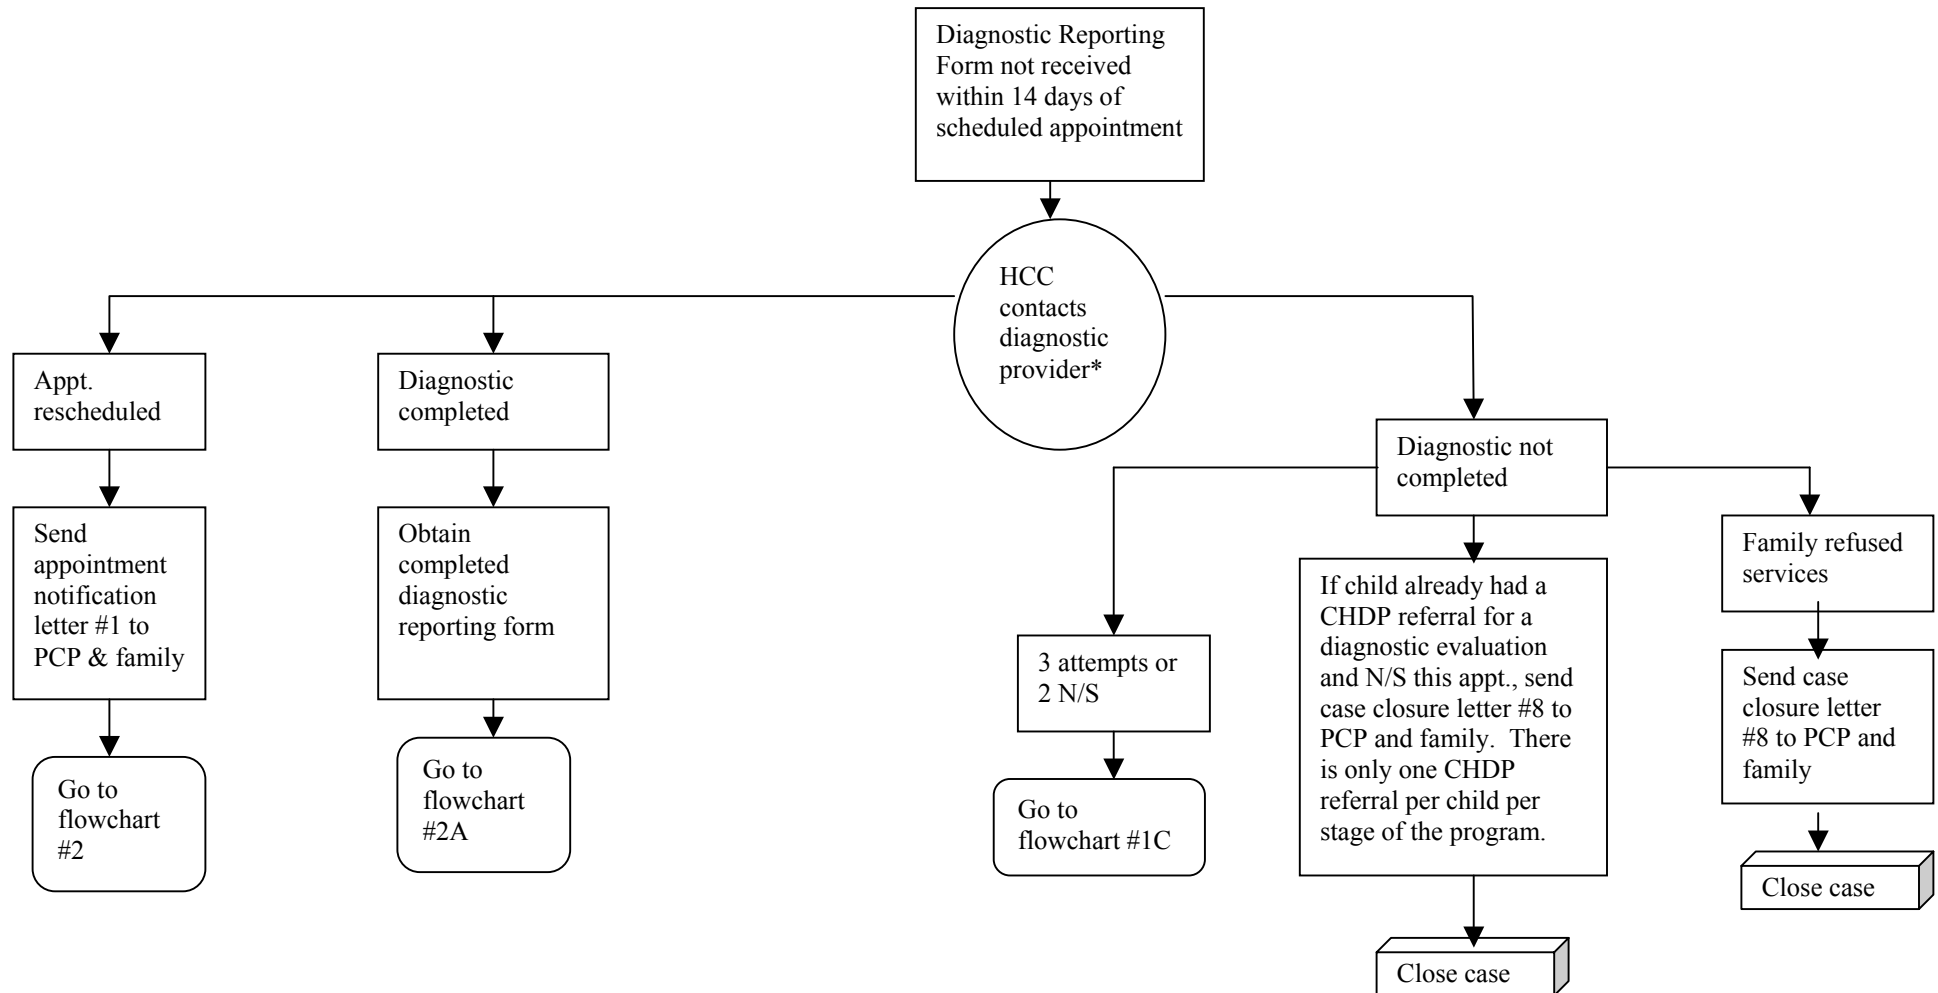 Diagnostic Reporting
Form not received
within 14 days of
scheduled appointment
HCC
contacts
diagnostic
provider*
Appt.
rescheduled
Send
appointment
notification
letter #1 to
PCP & family
Go to
flowchart
#2
Diagnostic
completed
Obtain
completed
diagnostic
reporting form
Go to
flowchart
#2A
Diagnostic not
completed
3 attempts or
2 N/S
Go to
flowchart #1C
If child already had a
CHDP referral for a
diagnostic evaluation
and N/S this appt., send
case closure letter #8 to
PCP and family.  There
is only one CHDP
referral per child per
stage of the program.
Close case
Family refused
services
Send case
closure letter
#8 to PCP and
family
Close case